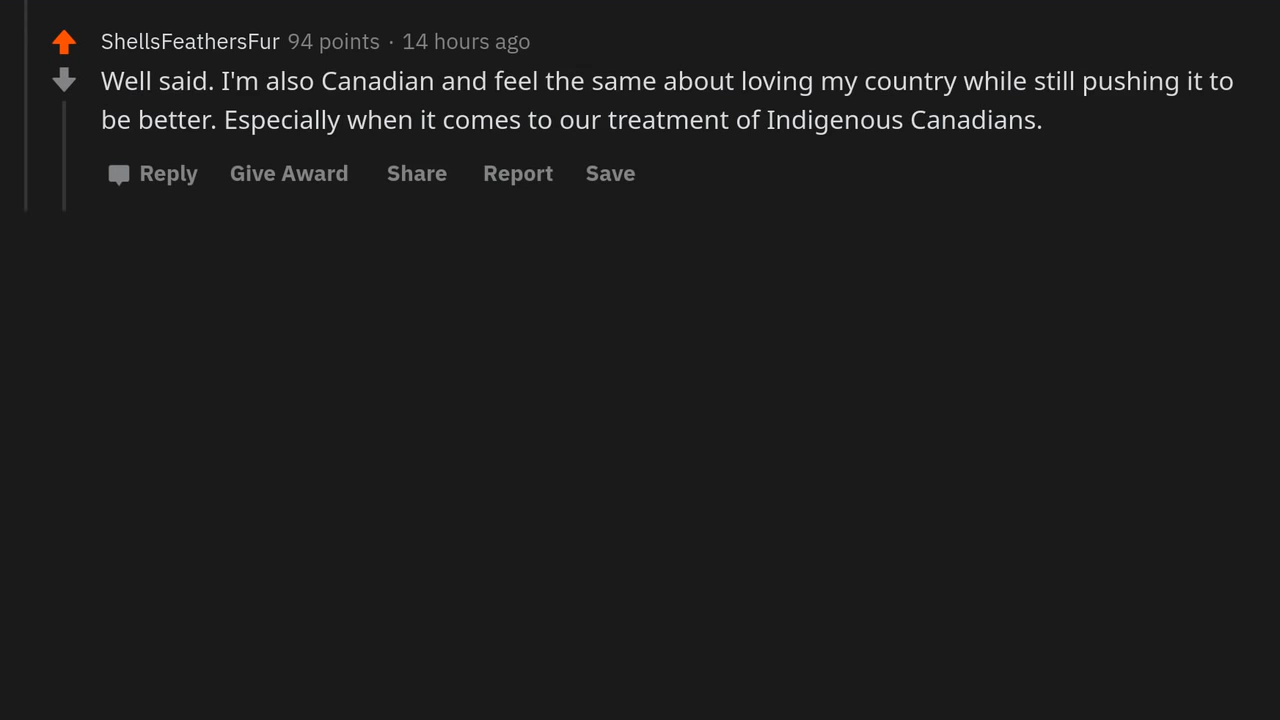 ShellsFeathersFur 94 points · 14 hours ago
Well said. I'm also Canadian and feel the same about loving my country while still pushing it to
be better. Especially when it comes to our treatment of Indigenous Canadians.
Reply Give Award Share Report Save